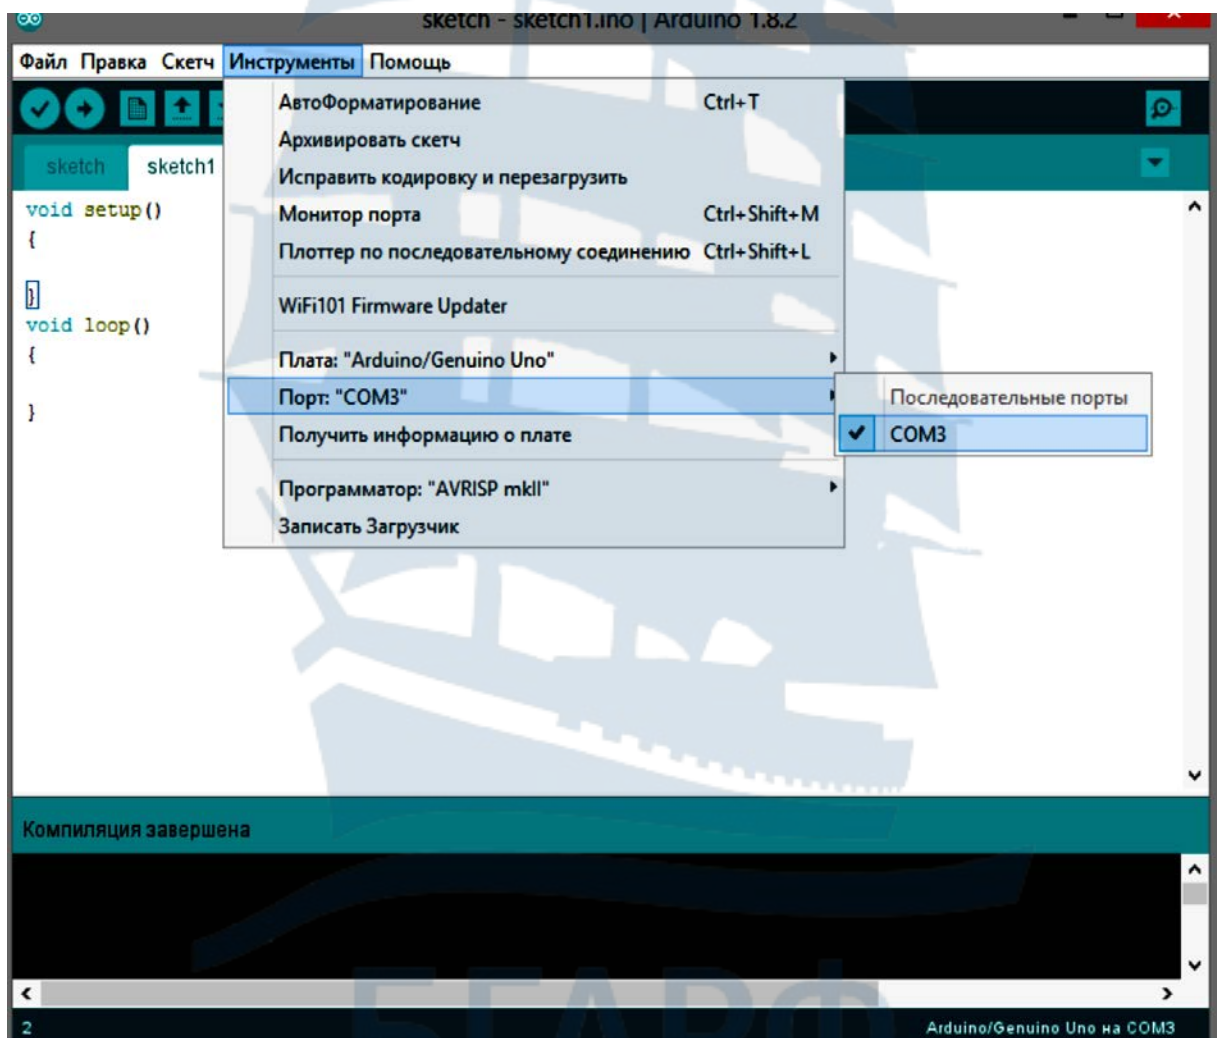 sketch - sketch1.ino | Arduino 1.8.2
Файл Правка Скетч Инструменты Помощь
sketch sketch1
АвтоФорматирование Ctrl+T
Архивировать скетч
Исправить кодировку и перезагрузить
Монитор порта Ctrl+Shift+M
Плоттер по последовательному соединению Ctrl+Shift+L
WiFi101 Firmware Updater
Плата: "Arduino/Genuino Uno"
Порт: "COM3"
Получить информацию о плате
Программатор: "AVRISP mkII"
Записать Загрузчик
Последовательные порты
COM3
void setup()
{
}
void loop()
{
}
Компиляция завершена
2
Arduino/Genuino Uno на COM3
БГАРФ